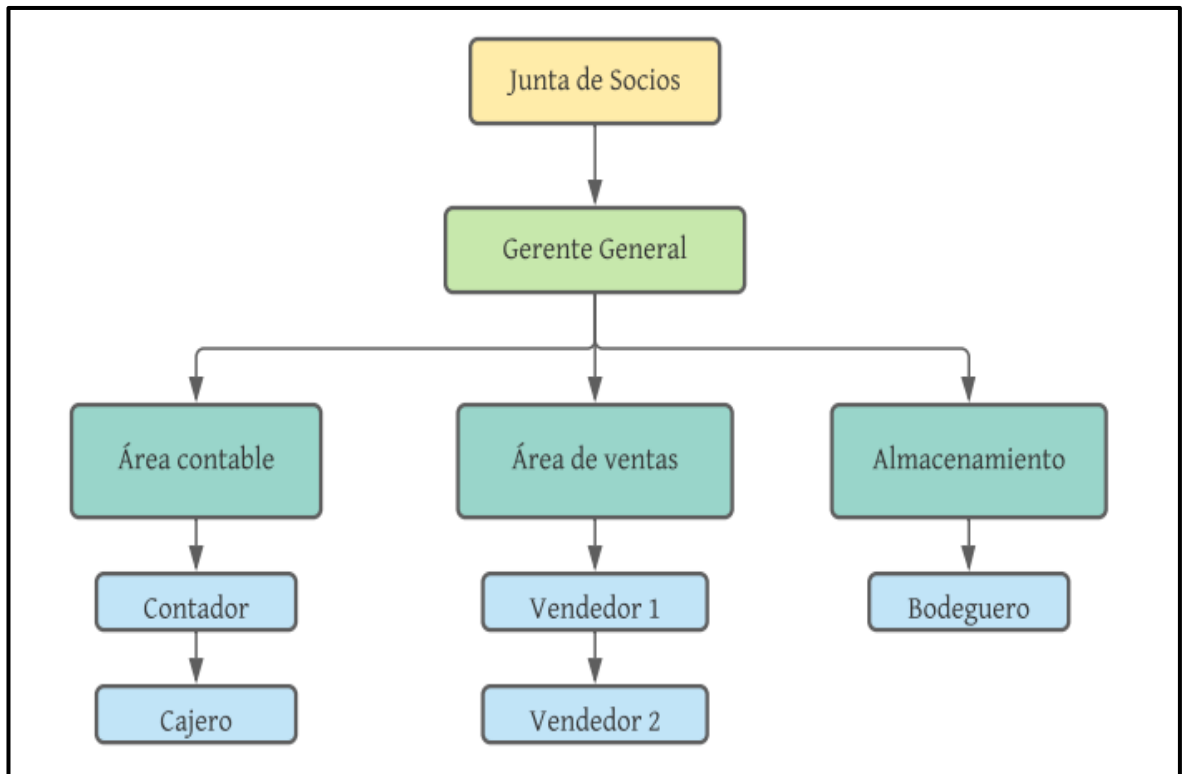 Junta de Socios
Gerente General
Área contable
Área de ventas
Almacenamiento
Contador
Vendedor 1
Bodeguero
Cajero
Vendedor 2